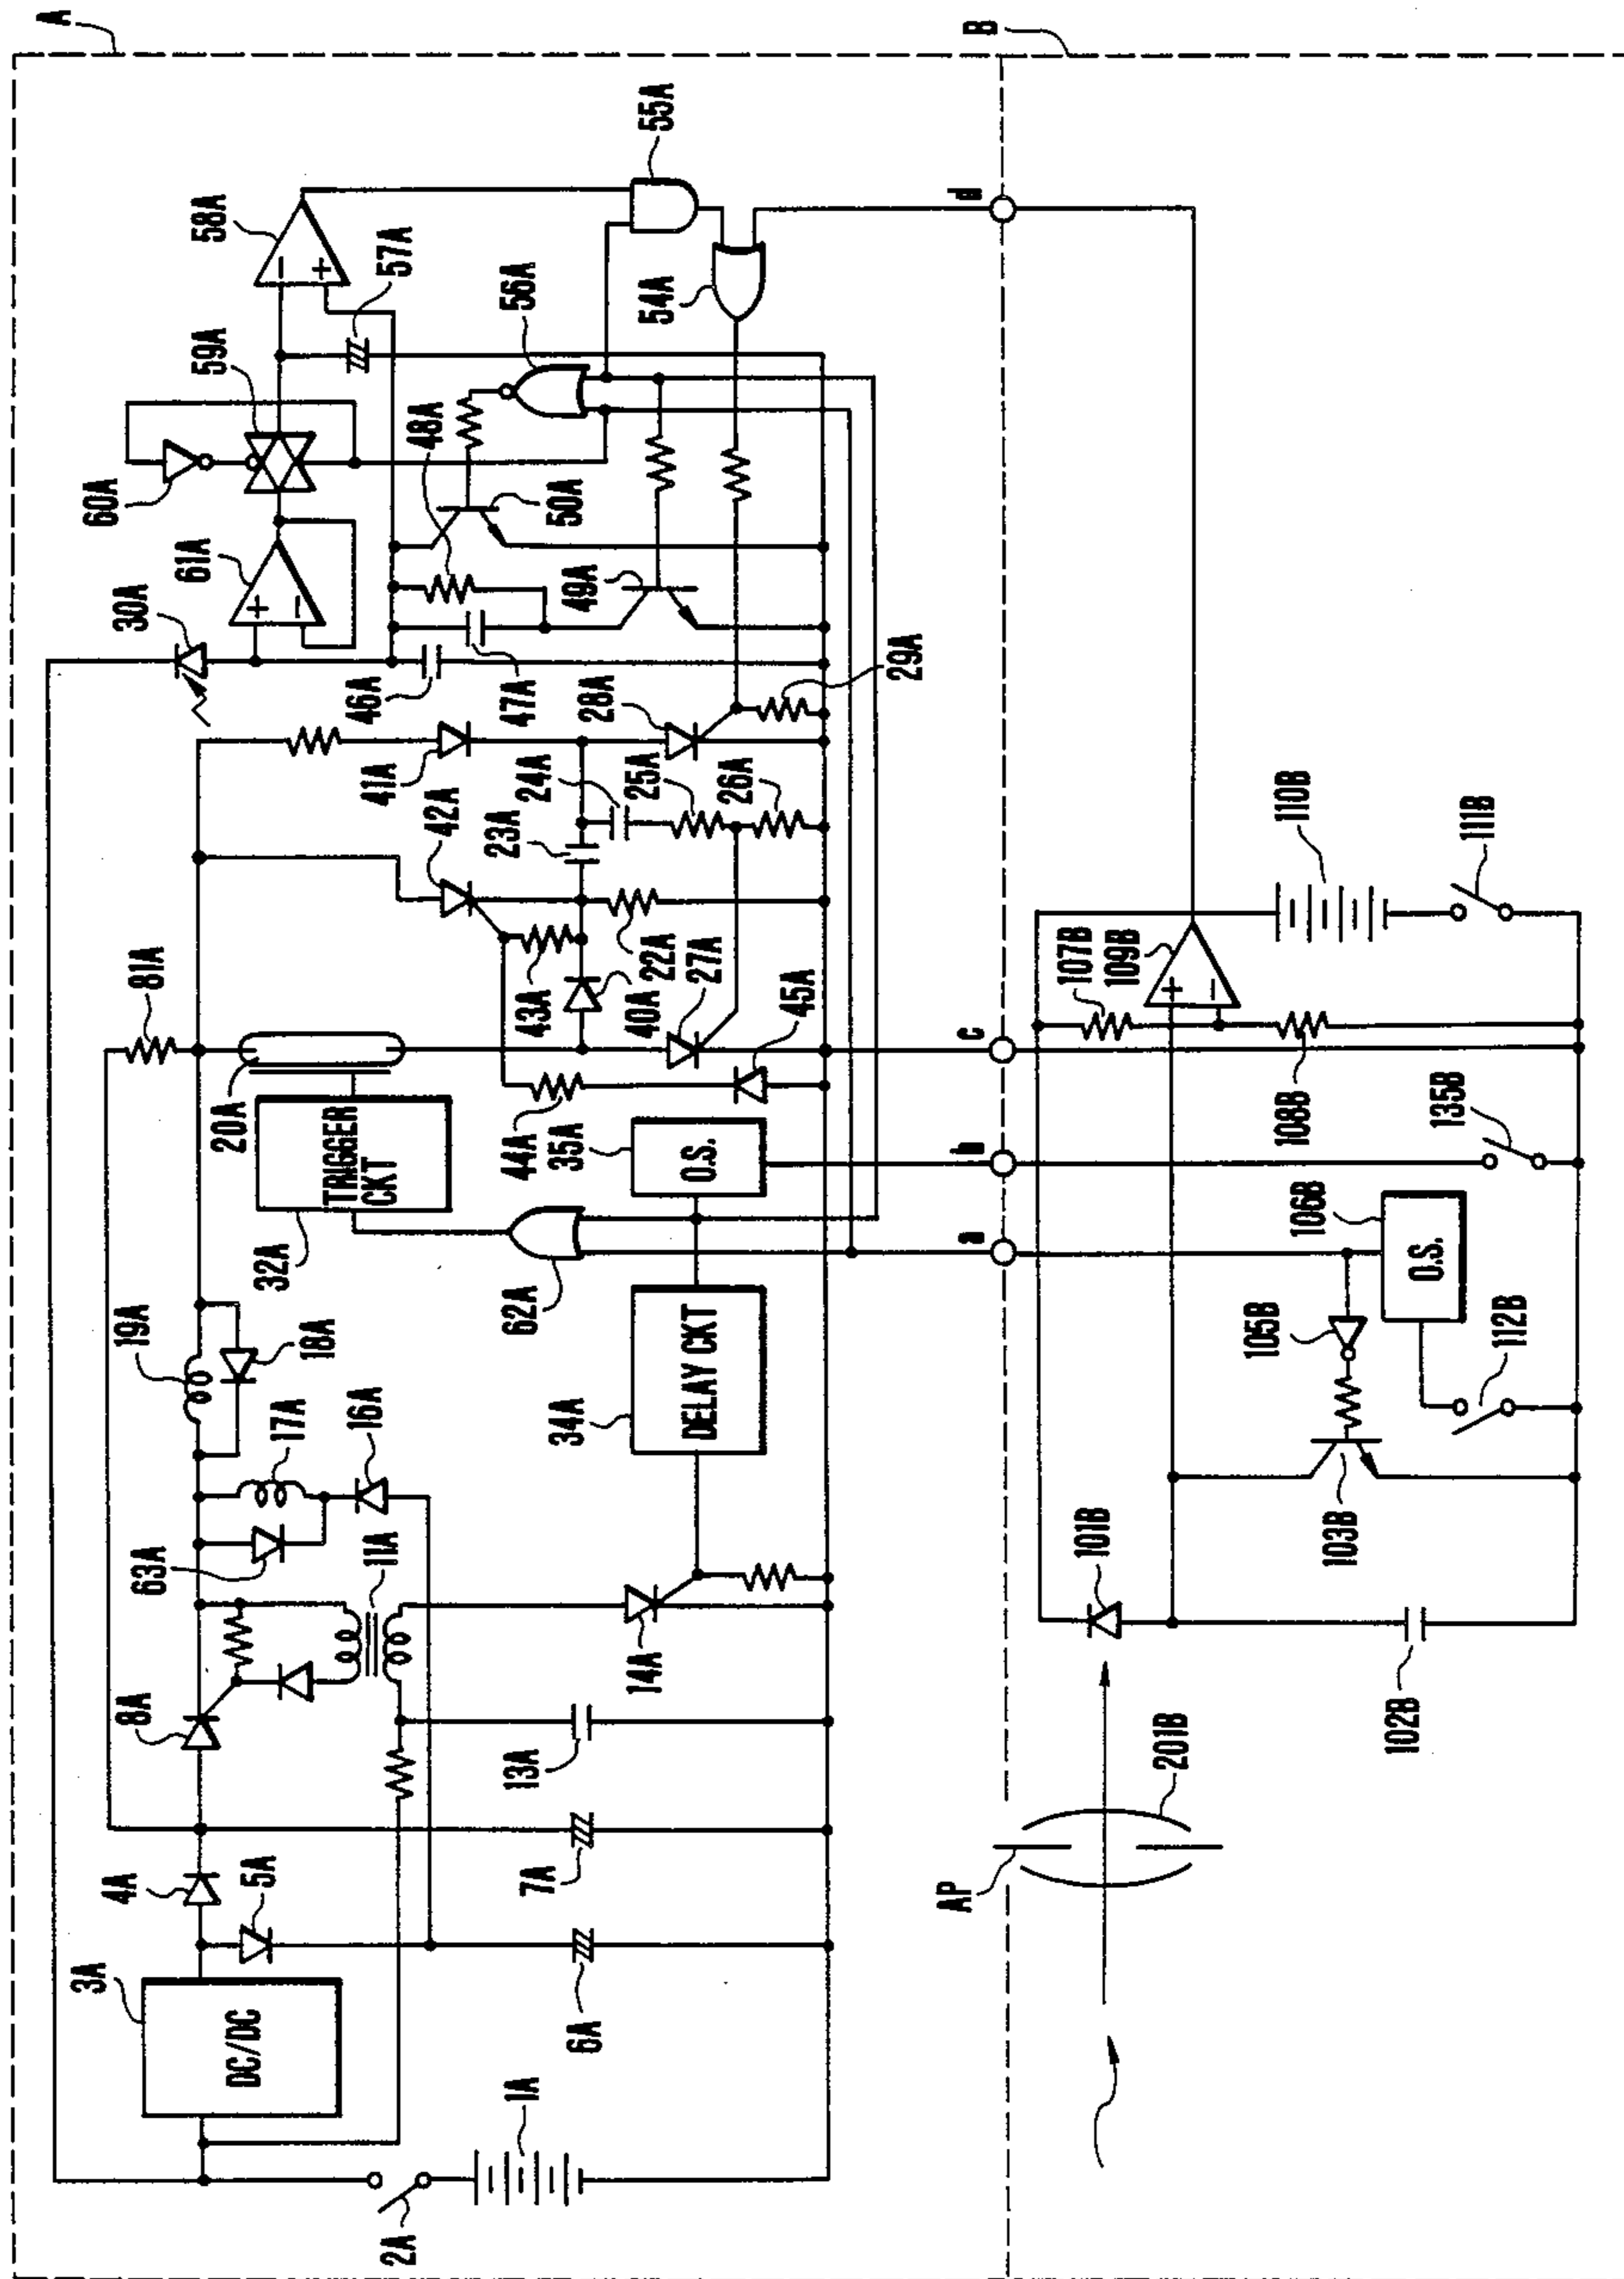 A
B
3A
DC/DC
4A
5A
6A
7A
1A
2A
8A
13A
63A
11A
17A
16A
14A
19A
18A
32A
TRIGGER
CKT
20A
81A
62A
34A
DELAY CKT
35A
O.S.
44A
45A
43A
40A
22A
27A
42A
23A
24A
25A
26A
41A
28A
29A
30A
46A
47A
61A
+
−
49A
48A
50A
60A
59A
57A
56A
58A
−
+
54A
55A
a
b
c
d
AP
201B
101B
102B
103B
105B
112B
106B
O.S.
135B
108B
107B
109B
+
−
110B
111B